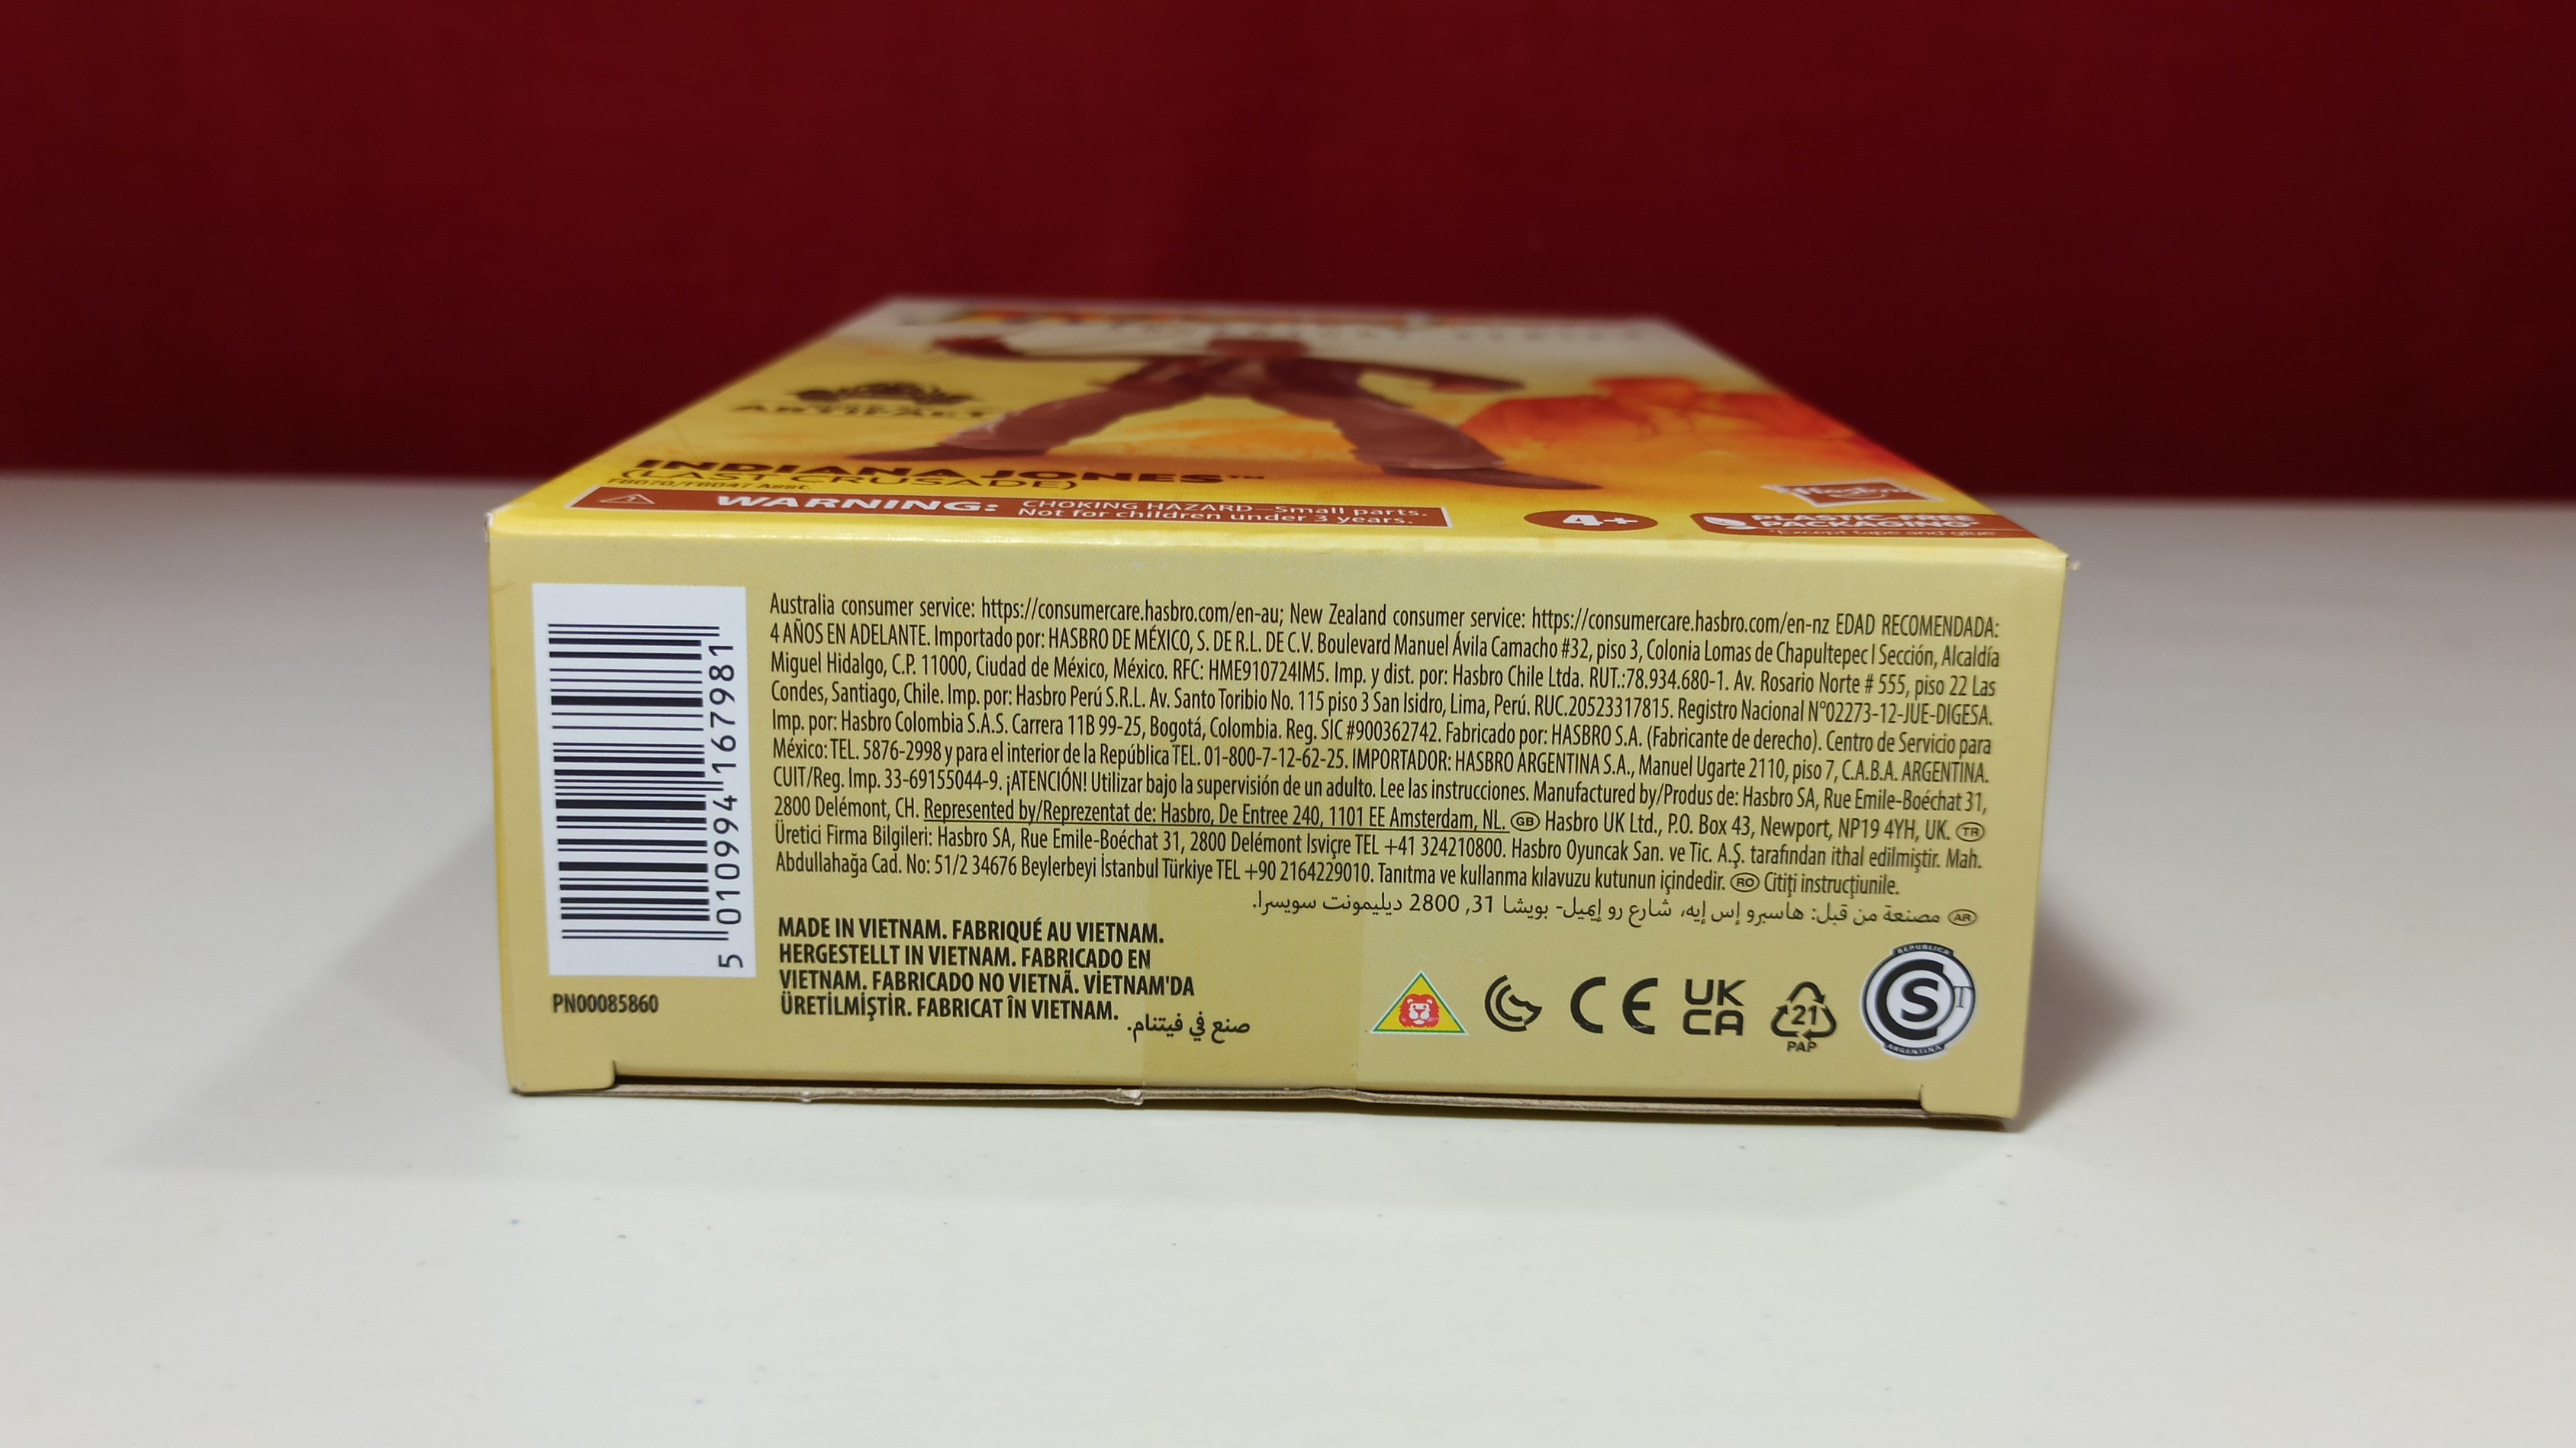 ARTIFACT
INDIANA JONES™
(LAST CRUSADE)
F8070/F8047 Asst.
WARNING: CHOKING HAZARD—Small parts.
Not for children under 3 years.
4+
Hasbro
PLASTIC-FREE
PACKAGING*
*Except tape and glue
Australia consumer service: https://consumercare.hasbro.com/en-au; New Zealand consumer service: https://consumercare.hasbro.com/en-nz EDAD RECOMENDADA:
4 AÑOS EN ADELANTE. Importado por: HASBRO DE MÉXICO, S. DE R.L. DE C.V. Boulevard Manuel Ávila Camacho #32, piso 3, Colonia Lomas de Chapultepec I Sección, Alcaldía
Miguel Hidalgo, C.P. 11000, Ciudad de México, México. RFC: HME910724IM5. Imp. y dist. por: Hasbro Chile Ltda. RUT.:78.934.680-1. Av. Rosario Norte # 555, piso 22 Las
Condes, Santiago, Chile. Imp. por: Hasbro Perú S.R.L. Av. Santo Toribio No. 115 piso 3 San Isidro, Lima, Perú. RUC.20523317815. Registro Nacional N°02273-12-JUE-DIGESA.
Imp. por: Hasbro Colombia S.A.S. Carrera 11B 99-25, Bogotá, Colombia. Reg. SIC #900362742. Fabricado por: HASBRO S.A. (Fabricante de derecho). Centro de Servicio para
México: TEL. 5876-2998 y para el interior de la República TEL. 01-800-7-12-62-25. IMPORTADOR: HASBRO ARGENTINA S.A., Manuel Ugarte 2110, piso 7, C.A.B.A. ARGENTINA.
CUIT/Reg. Imp. 33-69155044-9. ¡ATENCIÓN! Utilizar bajo la supervisión de un adulto. Lee las instrucciones. Manufactured by/Produs de: Hasbro SA, Rue Emile-Boéchat 31,
2800 Delémont, CH. Represented by/Reprezentat de: Hasbro, De Entree 240, 1101 EE Amsterdam, NL. GB Hasbro UK Ltd., P.O. Box 43, Newport, NP19 4YH, UK. TR
Üretici Firma Bilgileri: Hasbro SA, Rue Emile-Boéchat 31, 2800 Delémont Isviçre TEL +41 324210800. Hasbro Oyuncak San. ve Tic. A.Ş. tarafından ithal edilmiştir. Mah.
Abdullahağa Cad. No: 51/2 34676 Beylerbeyi İstanbul Türkiye TEL +90 2164229010. Tanıtma ve kullanma kılavuzu kutunun içindedir. RO Citiți instrucțiunile.
AR مصنعة من قبل: هاسبرو إس إيه، شارع رو إميل- بويشا 31, 2800 ديليمونت سويسرا.
5 010994 167981
PN00085860
MADE IN VIETNAM. FABRIQUÉ AU VIETNAM.
HERGESTELLT IN VIETNAM. FABRICADO EN
VIETNAM. FABRICADO NO VIETNÃ. VİETNAM'DA
ÜRETİLMİŞTİR. FABRICAT ÎN VIETNAM.
صنع في فيتنام.
CE
UK
CA
21
PAP
REPUBLICA
S
T
ARGENTINA